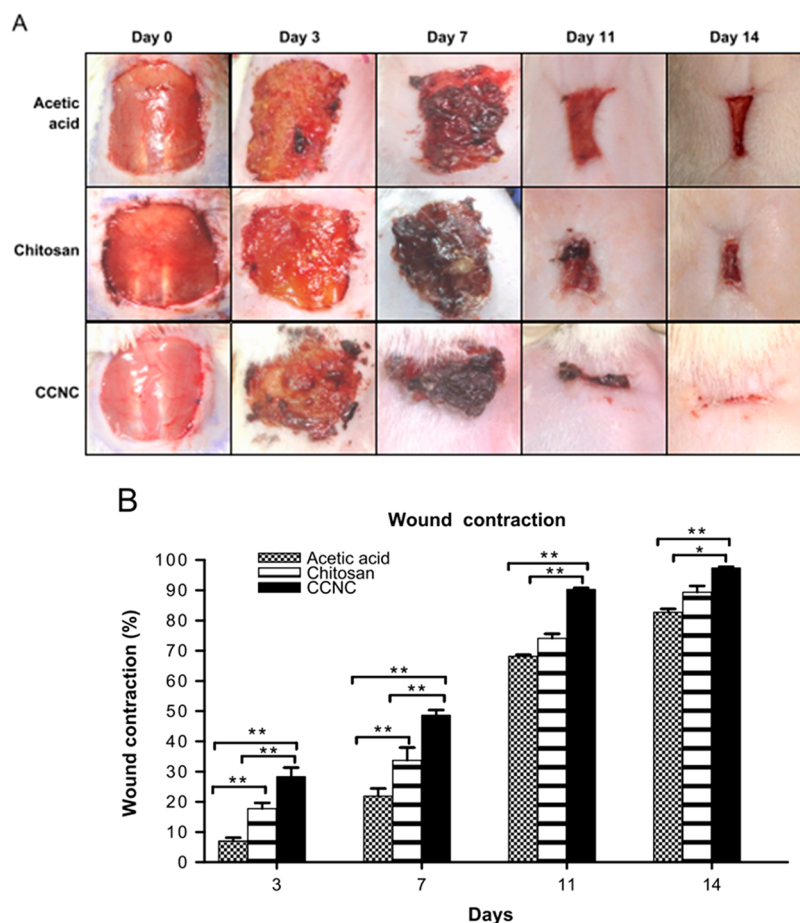 A
Day 0 Day 3 Day 7 Day 11 Day 14
Acetic
acid
Chitosan
CCNC
B
Wound contraction
Acetic acid
Chitosan
CCNC
Wound contraction (%)
100
90
80
70
60
50
40
30
20
10
0
** ** **
** ** **
** **
** *
3 7 11 14
Days